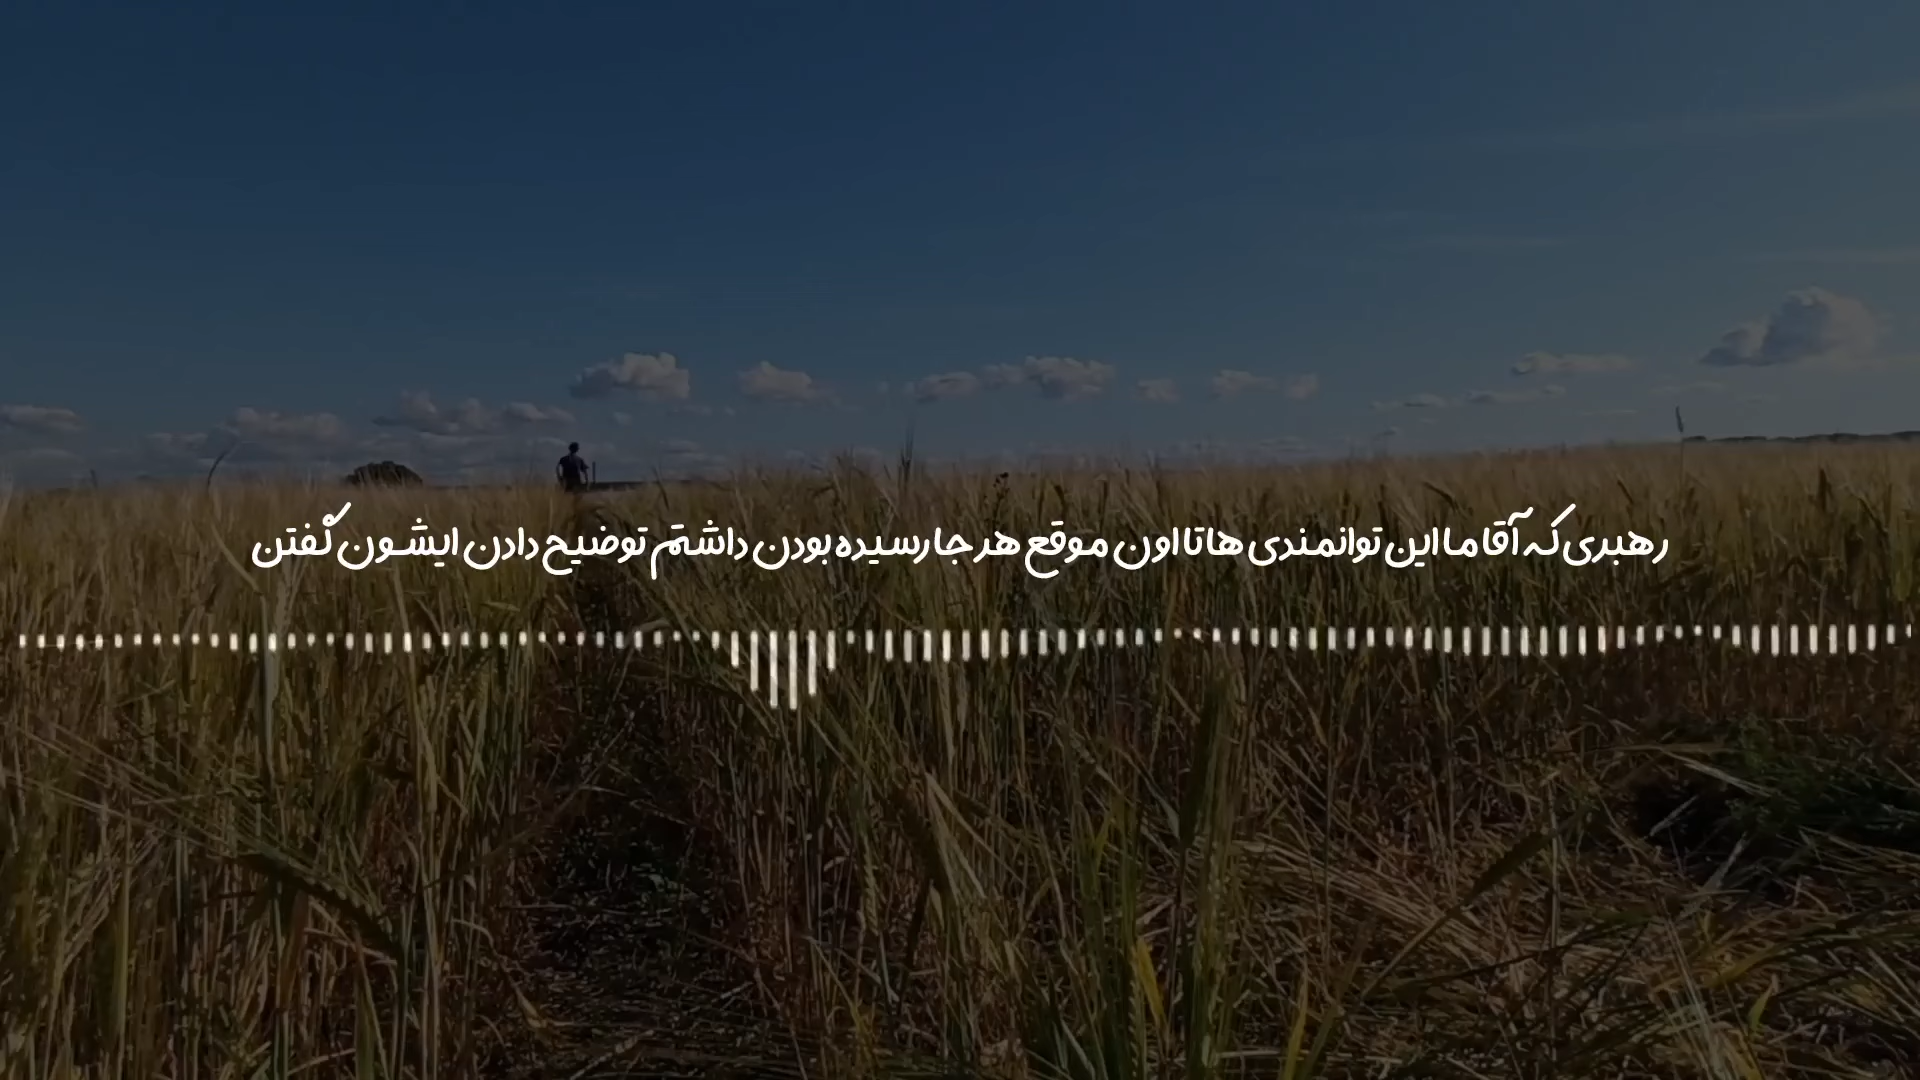 رهبری که آقا ما این توانمندی ها تا اون موقع هر جا رسیده بودن داشتم توضیح دادن ایشون گفتن